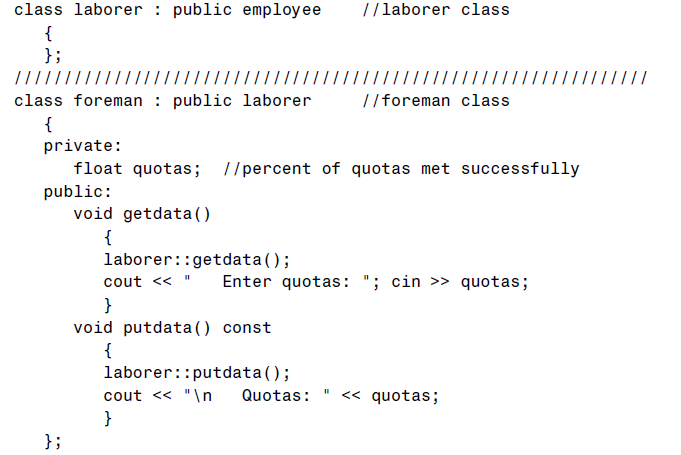 class laborer : public employee    //laborer class
   {
   };
///////////////////////////////////////////////////////////////
class foreman : public laborer     //foreman class
   {
   private:
      float quotas;  //percent of quotas met successfully
   public:
      void getdata()
         {
         laborer::getdata();
         cout << "   Enter quotas: "; cin >> quotas;
         }
      void putdata() const
         {
         laborer::putdata();
         cout << "\n   Quotas: " << quotas;
         }
   };